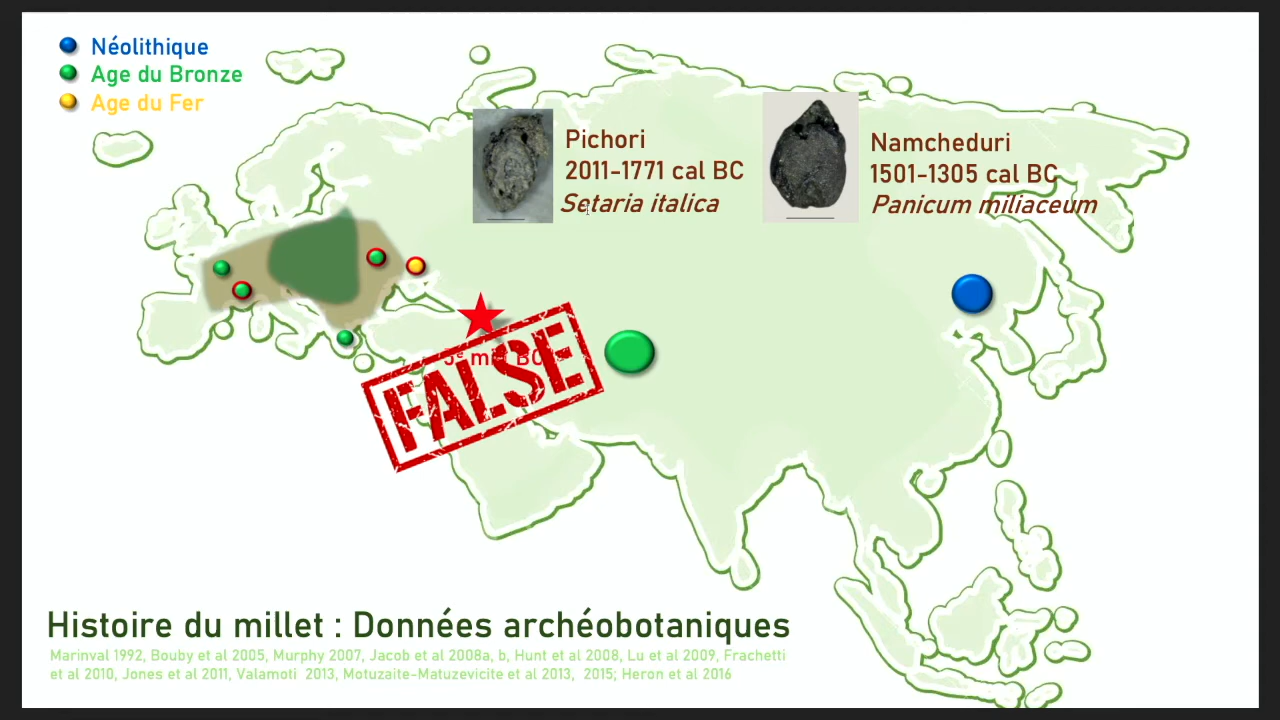 Néolithique
Age du Bronze
Age du Fer
Pichori
2011-1771 cal BC
Setaria italica
Namcheduri
1501-1305 cal BC
Panicum miliaceum
BC
FALSE
Histoire du millet : Données archéobotaniques
Marinval 1992, Bouby et al 2005, Murphy 2007, Jacob et al 2008a, b, Hunt et al 2008, Lu et al 2009, Frachetti
et al 2010, Jones et al 2011, Valamoti 2013, Motuzaite-Matuzevicite et al 2013, 2015; Heron et al 2016